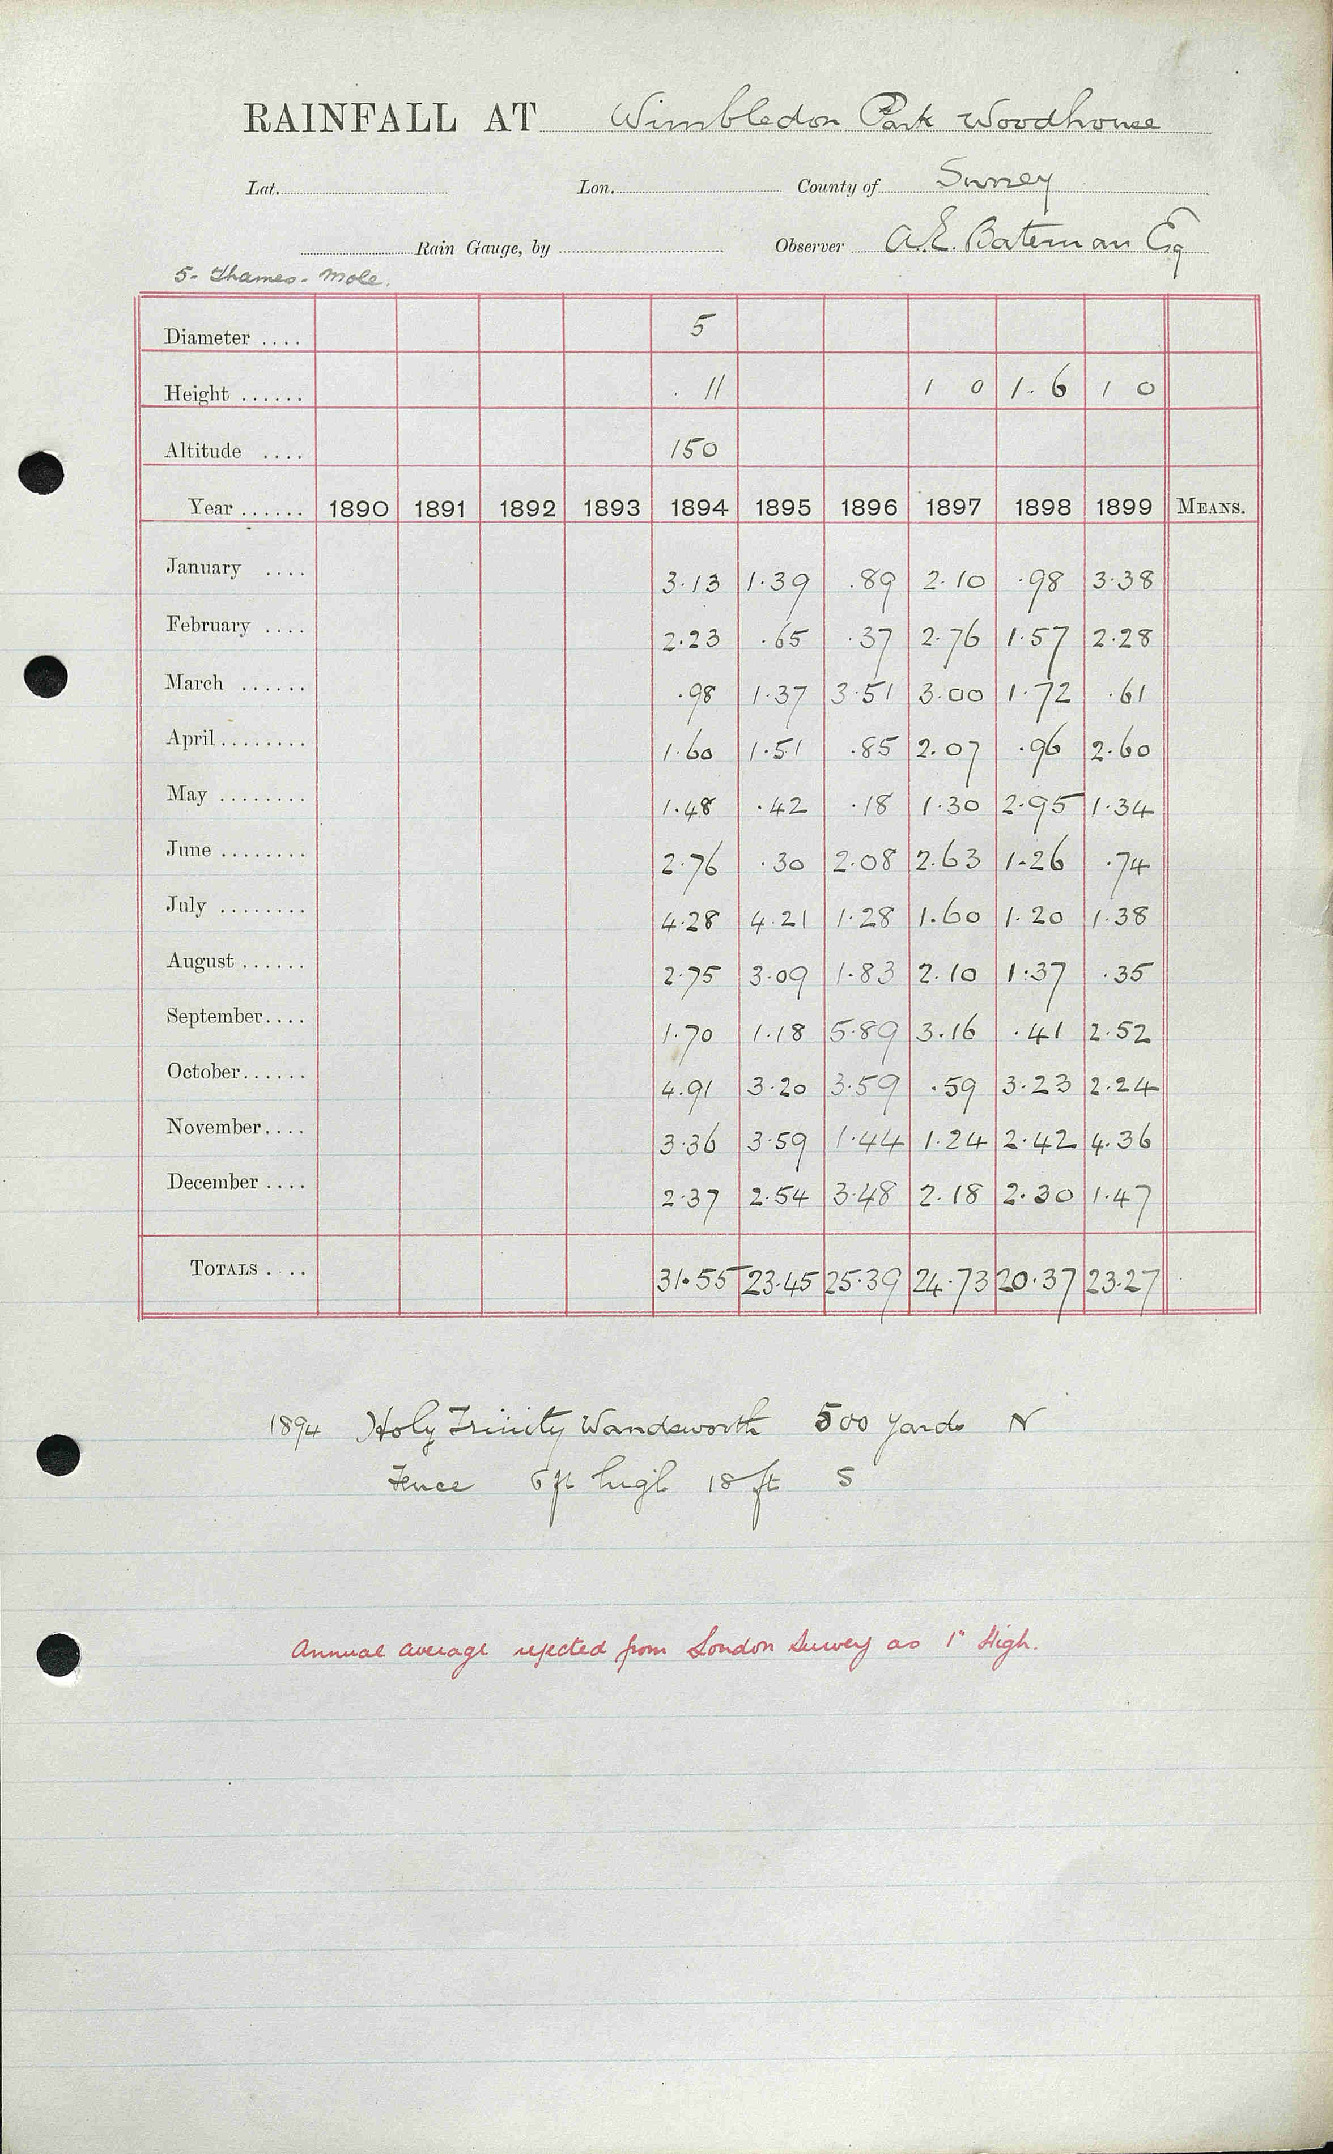 RAINFALL AT Wimbledon Park Woodhouse
Lat. Lon. County of Surrey
Rain Gauge, by Observer A.E. Bateman Esq
5- Thames- Mole.
Diameter .... 5
Height ...... . 11 1 0 1. 6 1 0
Altitude .... 150
Year ...... 1890 1891 1892 1893 1894 1895 1896 1897 1898 1899 MEANS.
January .... 3.13 1.39 .89 2.10 .98 3.38
February .... 2.23 .65 .37 2.76 1.57 2.28
March ...... .98 1.37 3.51 3.00 1.72 .61
April ........ 1.60 1.51 .85 2.07 .96 2.60
May ........ 1.48 .42 .18 1.30 2.95 1.34
June ........ 2.76 .30 2.08 2.63 1.26 .74
July ........ 4.28 4.21 1.28 1.60 1.20 1.38
August ...... 2.75 3.09 1.83 2.10 1.37 .35
September.... 1.70 1.18 5.89 3.16 .41 2.52
October...... 4.91 3.20 3.59 .59 3.23 2.24
November.... 3.36 3.59 1.44 1.24 2.42 4.36
December .... 2.37 2.54 3.48 2.18 2.30 1.47
TOTALS . . .. 31.55 23.45 25.39 24.73 20.37 23.27
1894 Holy Trinity Wandsworth 500 yards N
Fence 6 ft high 18 ft S
Annual average rejected from London Survey as 1" High.